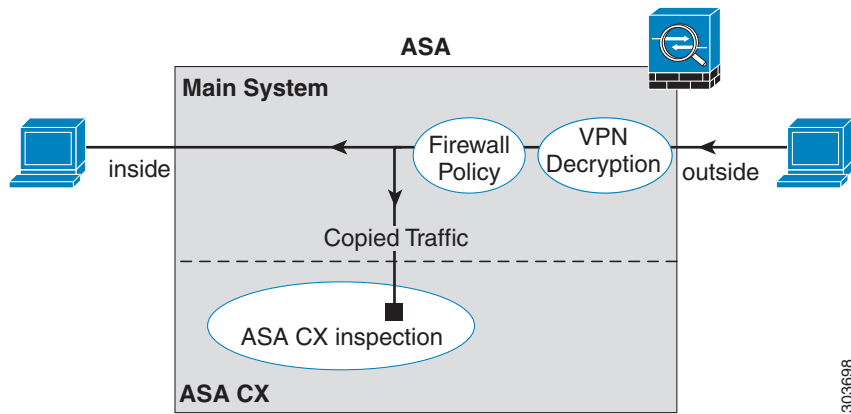 ASA
Main System
VPN
Decryption
Firewall
Policy
inside
outside
Copied Traffic
ASA CX inspection
ASA CX
303698